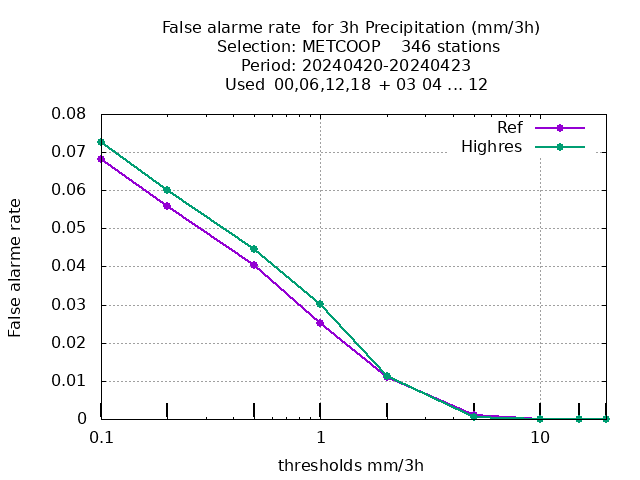 False alarme rate  for 3h Precipitation (mm/3h)
Selection: METCOOP    346 stations
Period: 20240420-20240423
Used  00,06,12,18 + 03 04 ... 12
Ref
Highres
0.08
0.07
0.06
0.05
0.04
0.03
0.02
0.01
0
False alarme rate
0.1
1
10
thresholds mm/3h